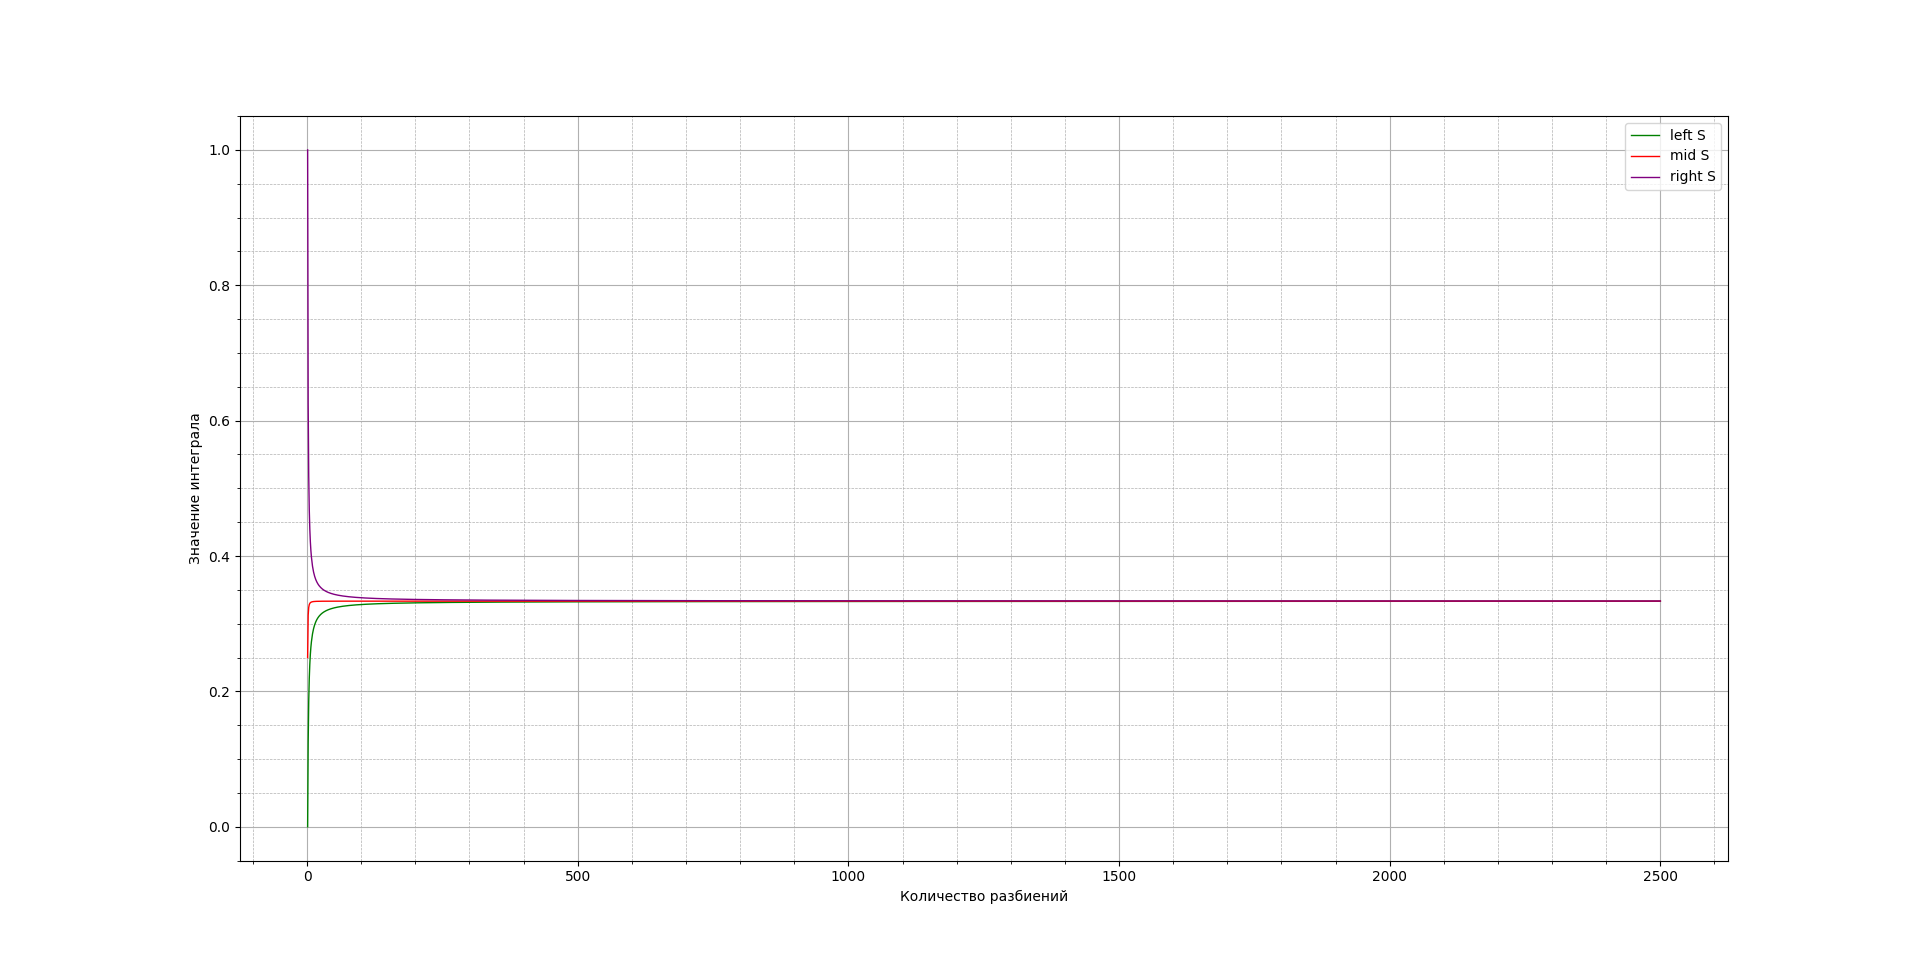 left S
mid S
right S
1.0
0.8
0.6
0.4
0.2
0.0
Значение интеграла
0 500 1000 1500 2000 2500
Количество разбиений